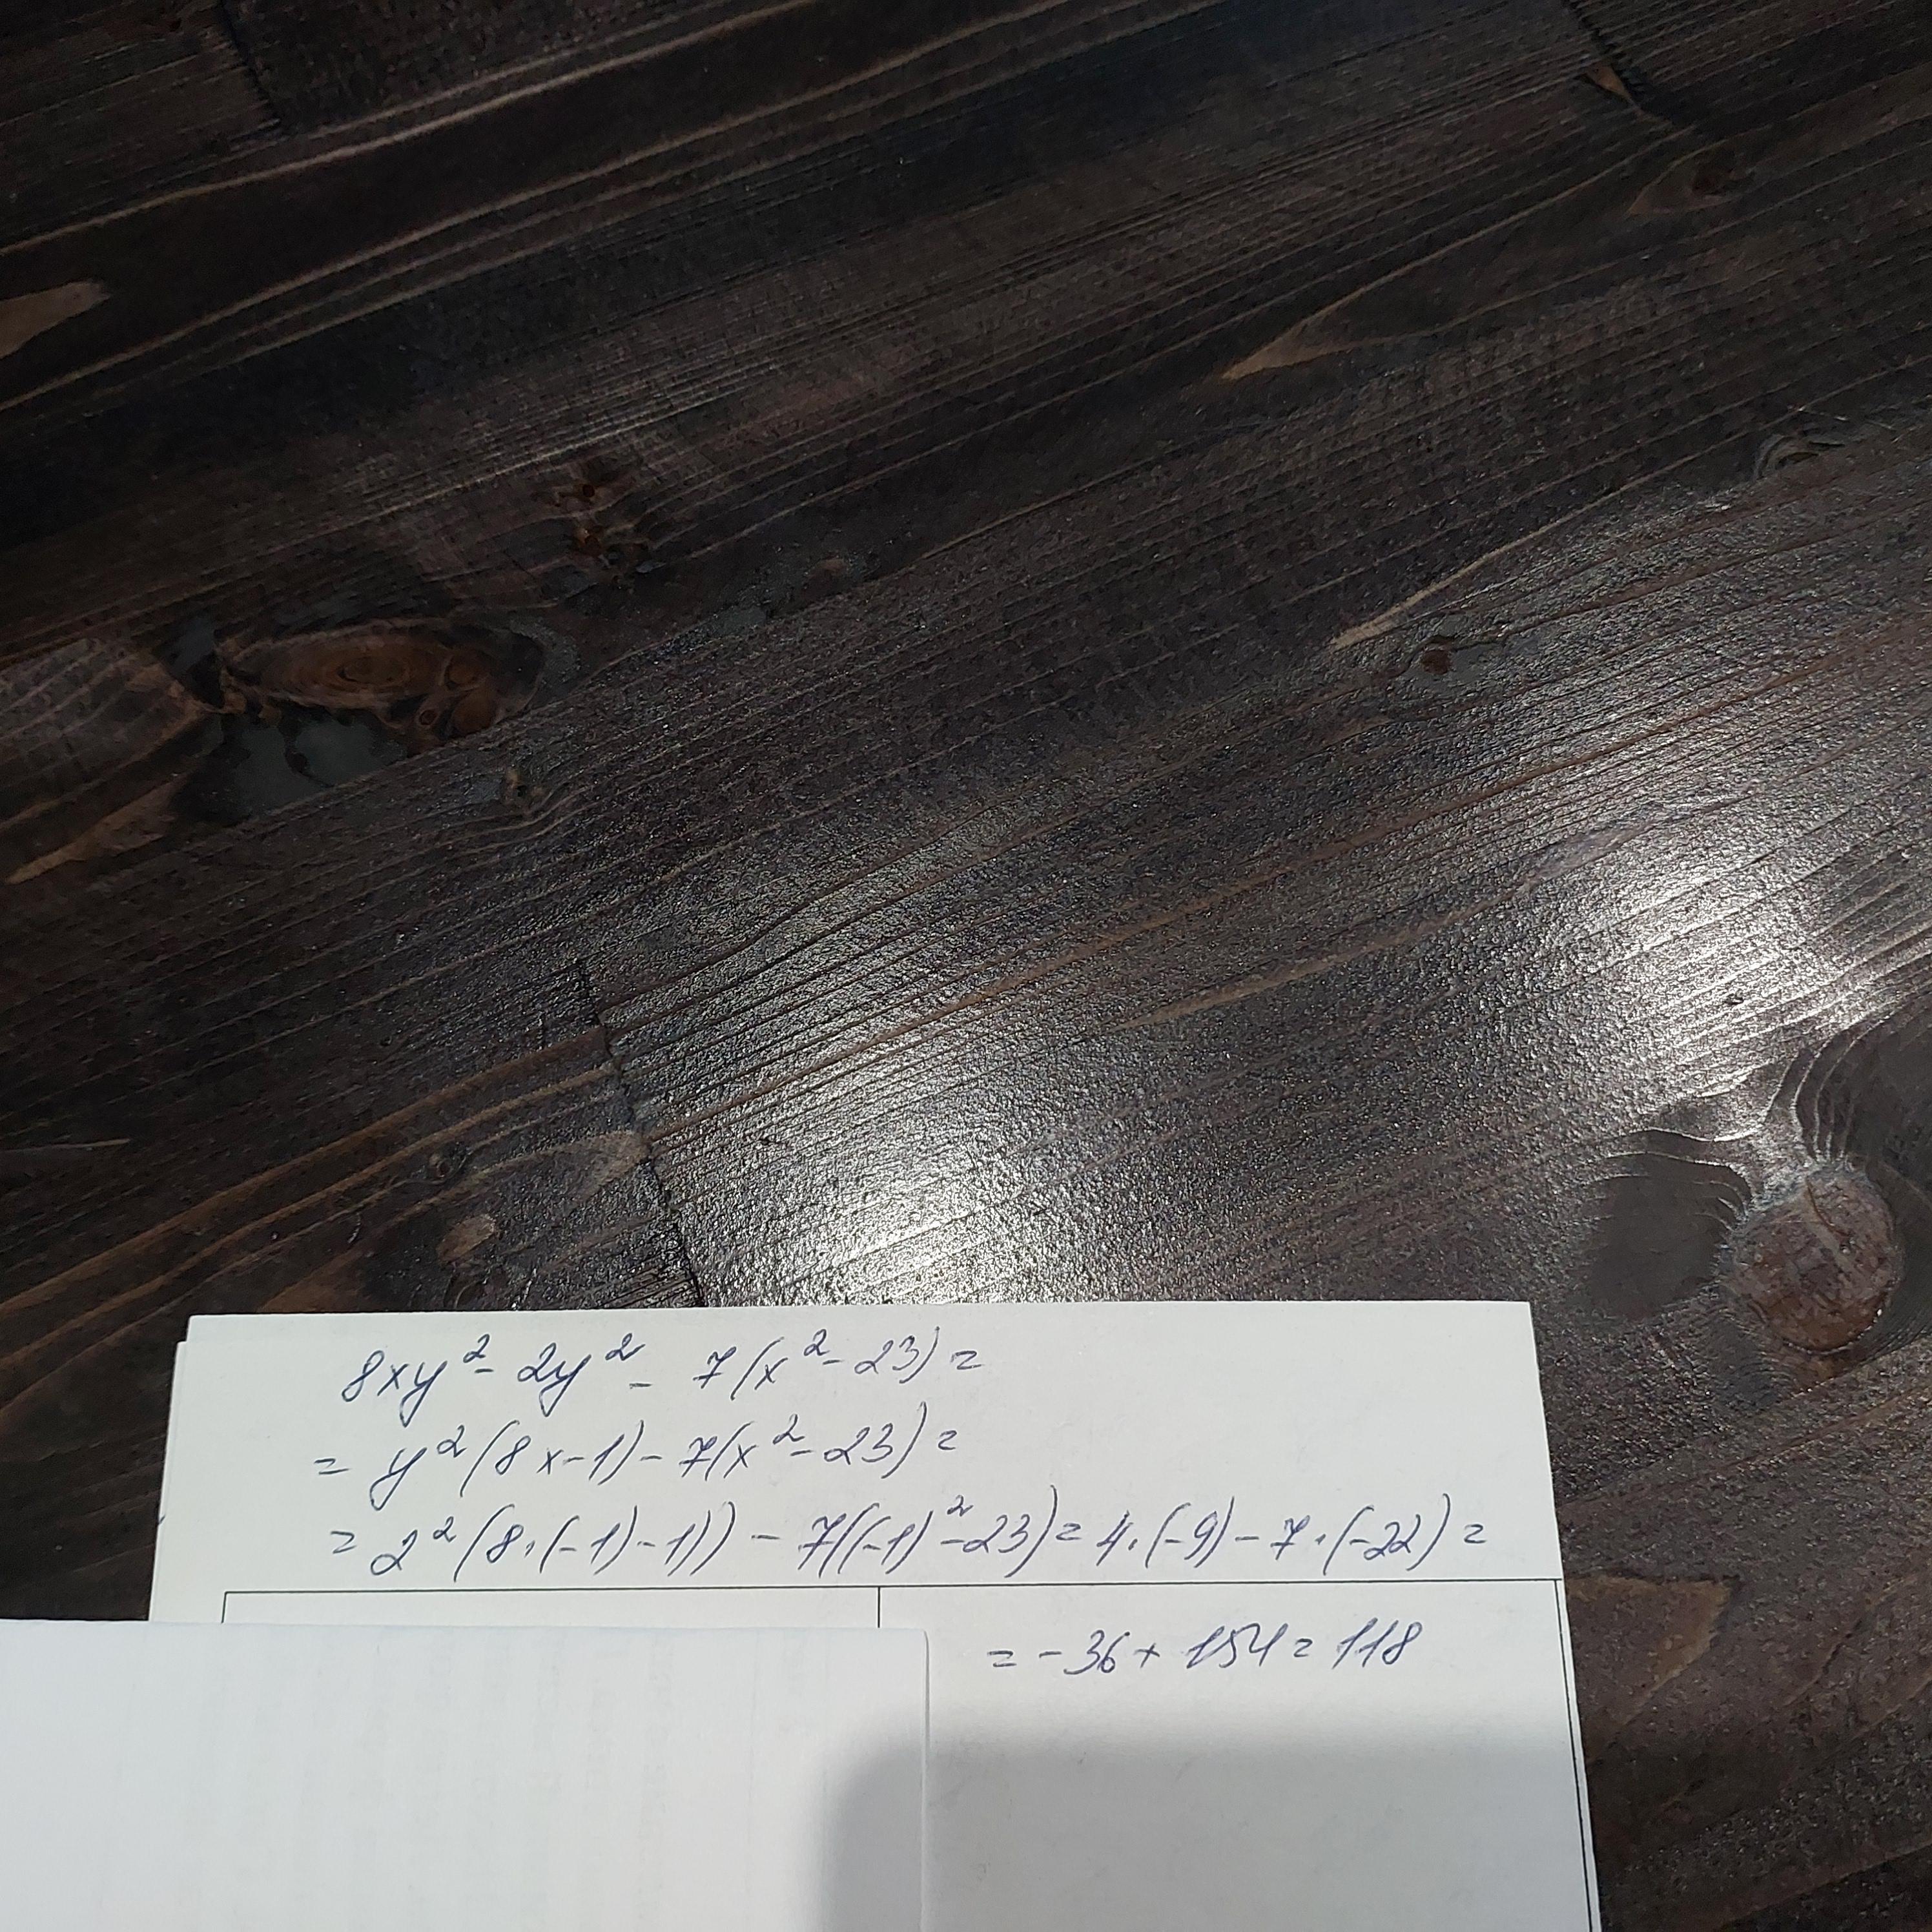 8xy² - 2y² - 7(x² - 23) =
= y² (8x - 1) - 7(x² - 23) =
= 2² (8·(-1) - 1)) - 7((-1)² - 23) = 4·(-9) - 7·(-22) =
= -36 + 154 = 118